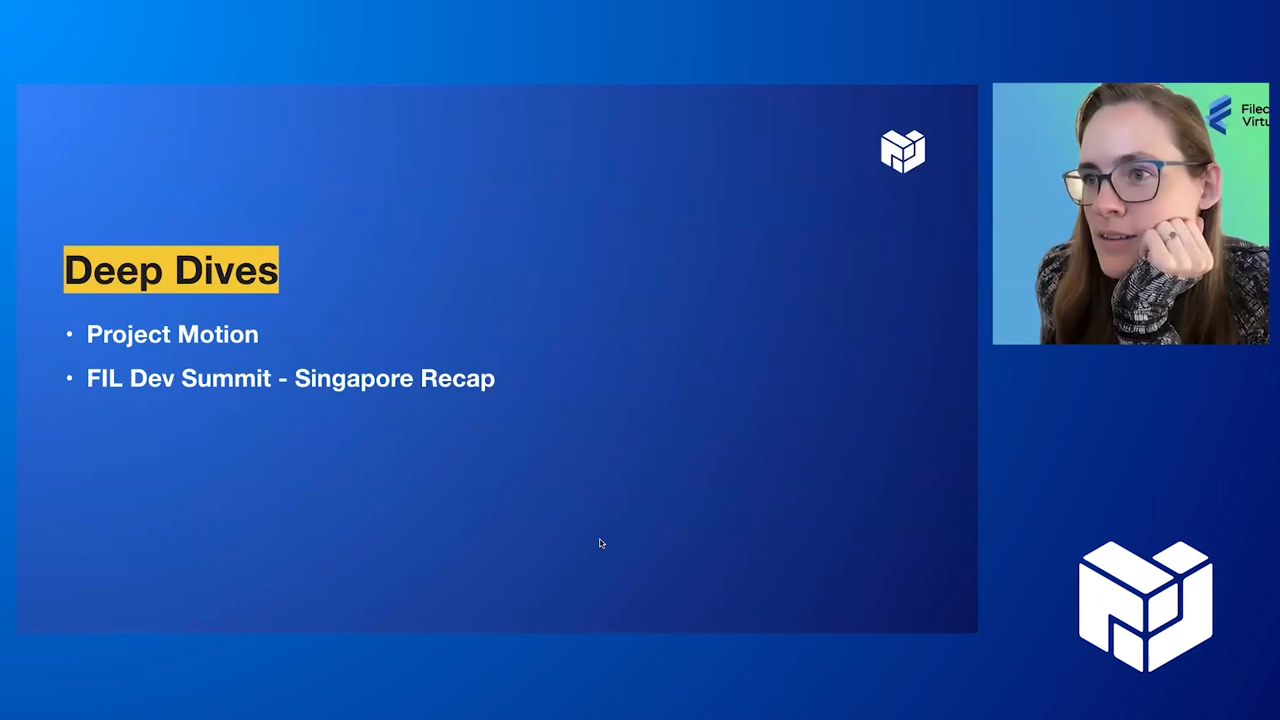 Deep Dives
• Project Motion
• FIL Dev Summit - Singapore Recap